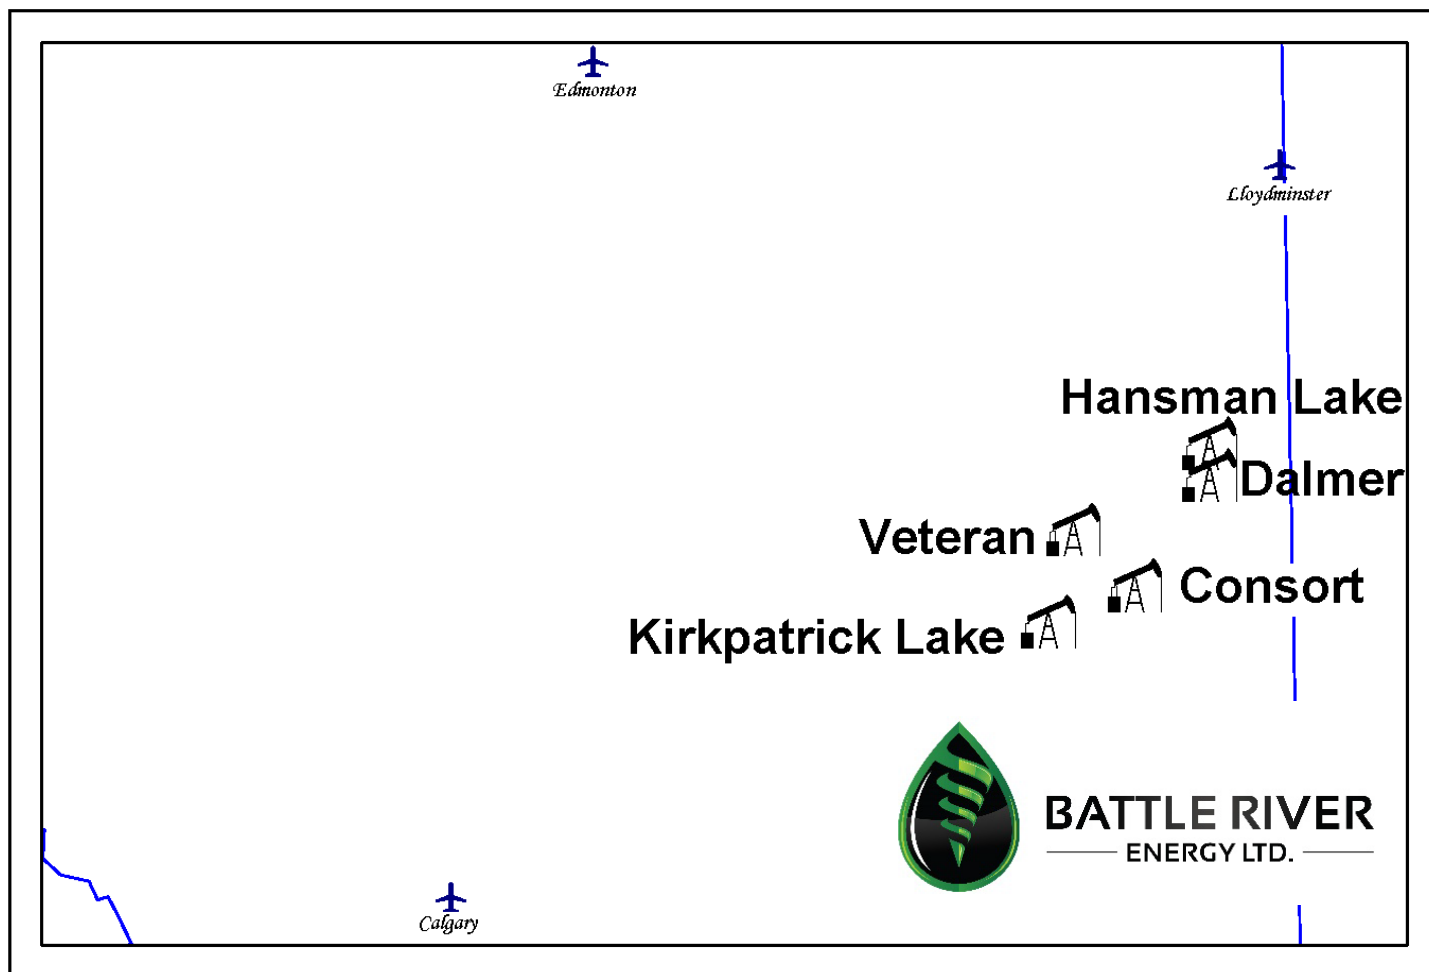 Edmonton
Lloydminster
Hansman Lake
Dalmer
Veteran
Consort
Kirkpatrick Lake
BATTLE RIVER
ENERGY LTD.
Calgary